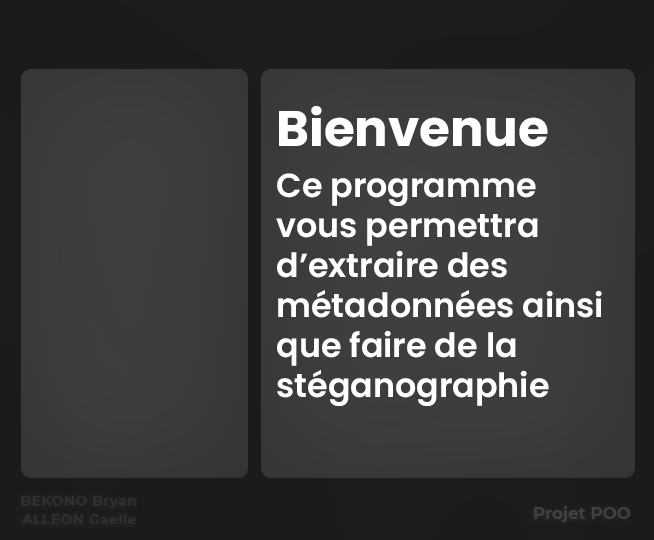 Bienvenue
Ce programme
vous permettra
d’extraire des
métadonnées ainsi
que faire de la
stéganographie
BEKONO Bryan
ALLEON Gaelle
Projet POO